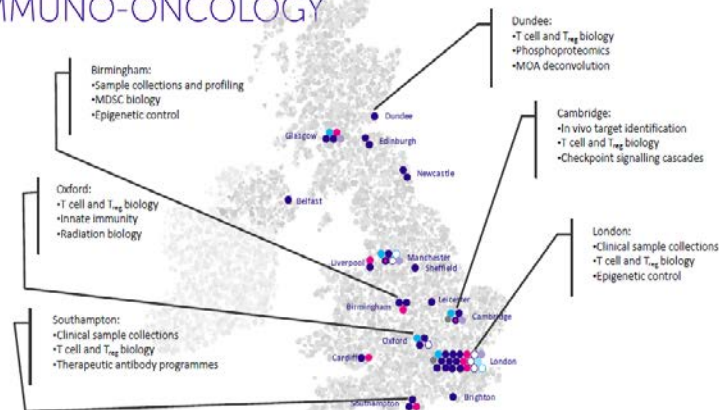 IMMUNO-ONCOLOGY
Dundee:
•T cell and Treg biology
•Phosphoproteomics
•MOA deconvolution
Birmingham:
•Sample collections and profiling
•MDSC biology
•Epigenetic control
Cambridge:
•In vivo target identification
•T cell and Treg biology
•Checkpoint signalling cascades
Oxford:
•T cell and Treg biology
•Innate immunity
•Radiation biology
London:
•Clinical sample collections
•T cell and Treg biology
•Epigenetic control
Southampton:
•Clinical sample collections
•T cell and Treg biology
•Therapeutic antibody programmes
Dundee
Glasgow
Edinburgh
Newcastle
Belfast
Liverpool
Manchester
Sheffield
Birmingham
Leicester
Cambridge
Oxford
Cardiff
London
Brighton
Southampton